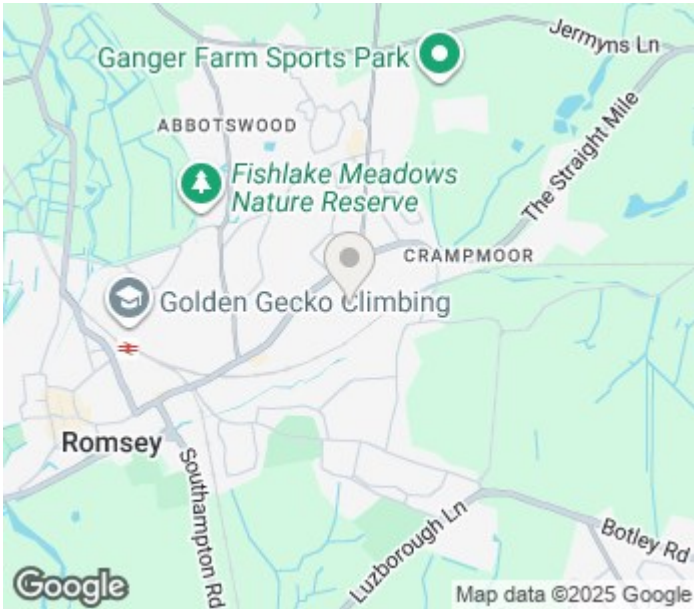 Jermyns Ln
Ganger Farm Sports Park
ABBOTSWOOD
The Straight Mile
Fishlake Meadows
Nature Reserve
CRAMPMOOR
Golden Gecko Climbing
Romsey
Southampton Rd
Luzborough Ln
Botley Rd
Google
Map data ©2025 Google